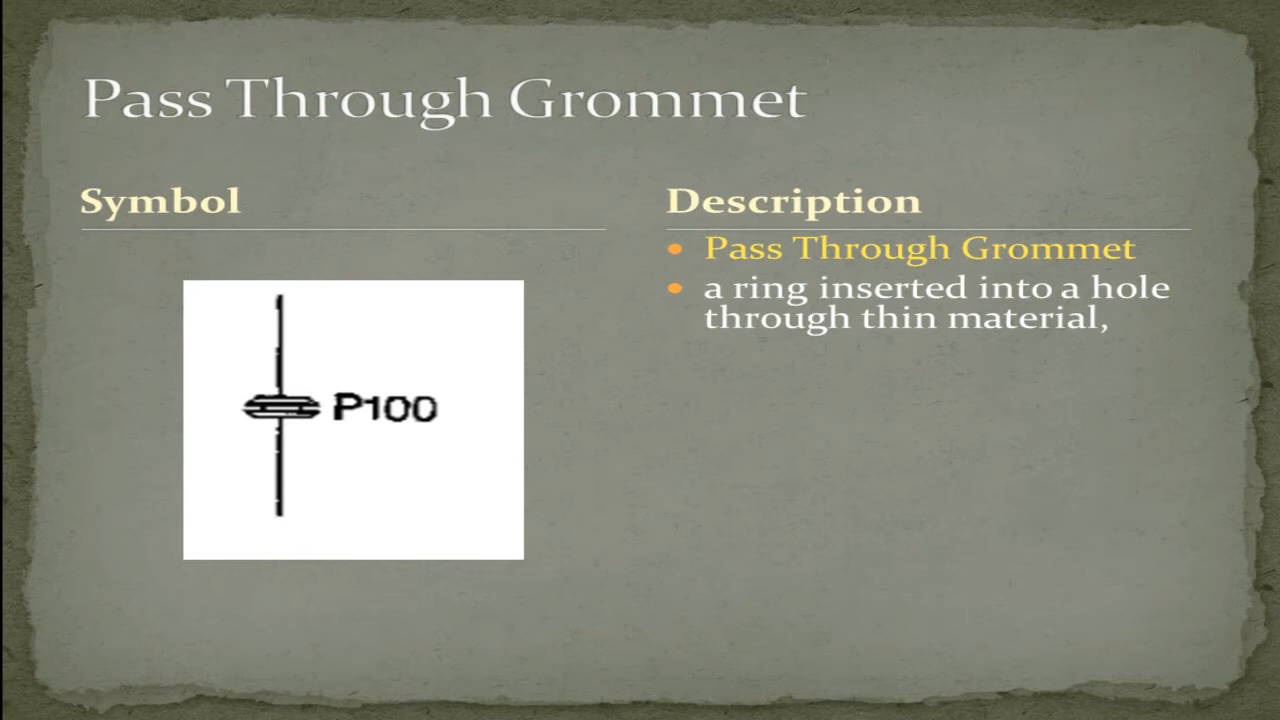 Pass Through Grommet
Symbol
P100
Description
Pass Through Grommet
a ring inserted into a hole
through thin material,